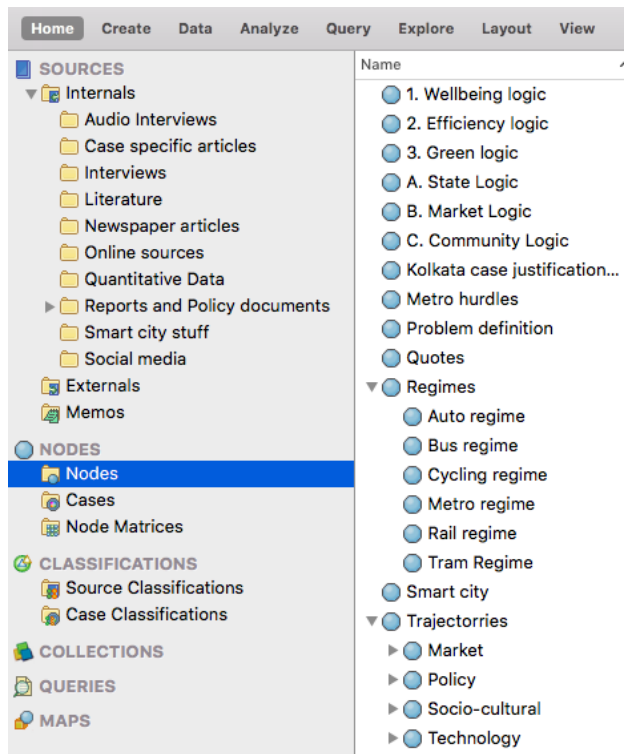 Home Create Data Analyze Query Explore Layout View
SOURCES
Internals
Audio Interviews
Case specific articles
Interviews
Literature
Newspaper articles
Online sources
Quantitative Data
Reports and Policy documents
Smart city stuff
Social media
Externals
Memos
NODES
Nodes
Cases
Node Matrices
CLASSIFICATIONS
Source Classifications
Case Classifications
COLLECTIONS
QUERIES
MAPS
Name
1. Wellbeing logic
2. Efficiency logic
3. Green logic
A. State Logic
B. Market Logic
C. Community Logic
Kolkata case justification...
Metro hurdles
Problem definition
Quotes
Regimes
Auto regime
Bus regime
Cycling regime
Metro regime
Rail regime
Tram Regime
Smart city
Trajectorries
Market
Policy
Socio-cultural
Technology